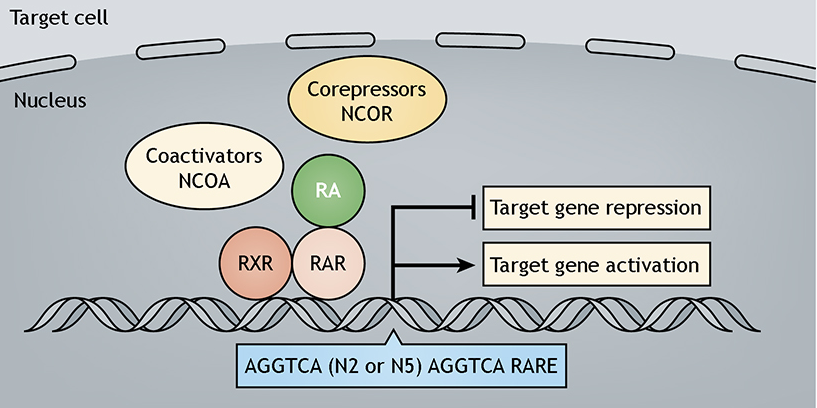 Target cell
Nucleus
Corepressors
NCOR
Coactivators
NCOA
RA
RXR
RAR
Target gene repression
Target gene activation
AGGTCA (N2 or N5) AGGTCA RARE